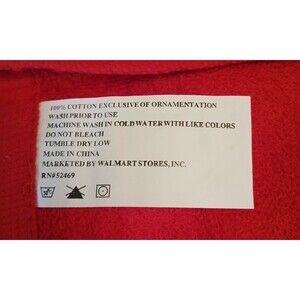 100% COTTON EXCLUSIVE OF ORNAMENTATION
WASH PRIOR TO USE
MACHINE WASH IN COLD WATER WITH LIKE COLORS
DO NOT BLEACH
TUMBLE DRY LOW
MADE IN CHINA
MARKETED BY WALMART STORES, INC.
RN#52469